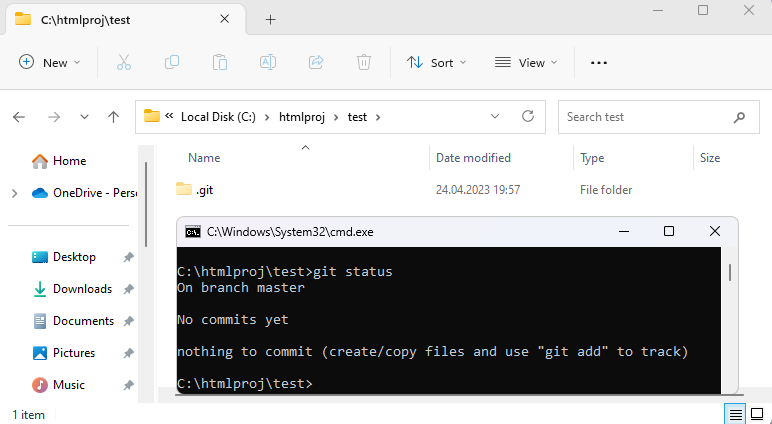 C:\htmlproj\test
New
Sort
View
Local Disk (C:) htmlproj test
Search test
Name Date modified Type Size
Home
.git 24.04.2023 19:57 File folder
OneDrive - Perso
Desktop
Downloads
Documents
Pictures
Music
C:\Windows\System32\cmd.exe
C:\htmlproj\test>git status
On branch master
No commits yet
nothing to commit (create/copy files and use "git add" to track)
C:\htmlproj\test>
1 item